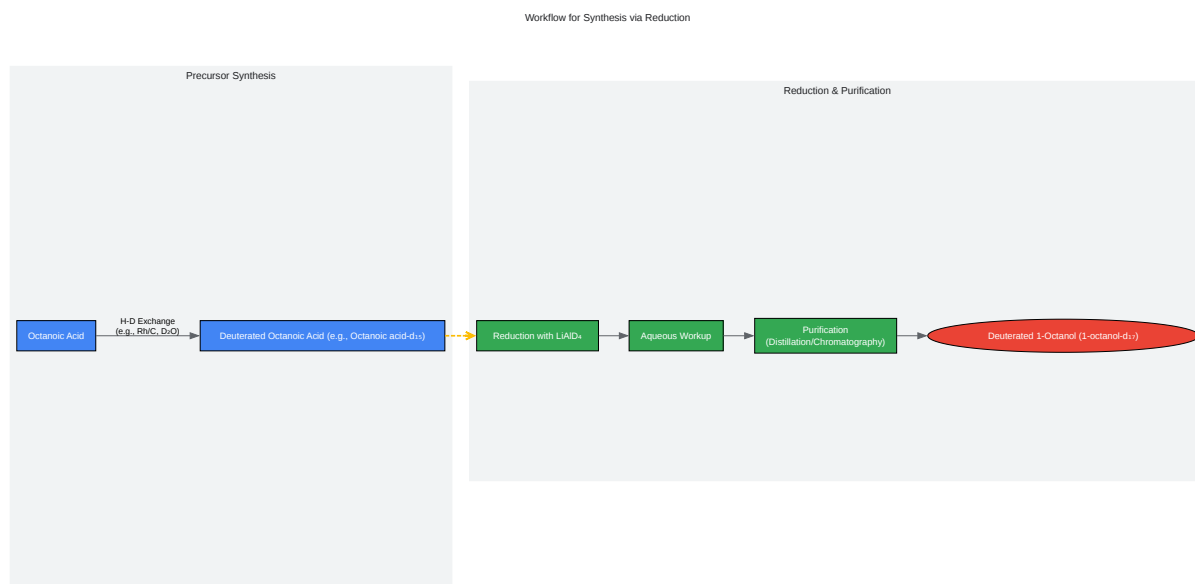 Workflow for Synthesis via Reduction
Precursor Synthesis
Reduction & Purification
Octanoic Acid
H-D Exchange
(e.g., Rh/C, D₂O)
Deuterated Octanoic Acid (e.g., Octanoic acid-d₁₅)
Reduction with LiAlD₄
Aqueous Workup
Purification
(Distillation/Chromatography)
Deuterated 1-Octanol (1-octanol-d₁₇)